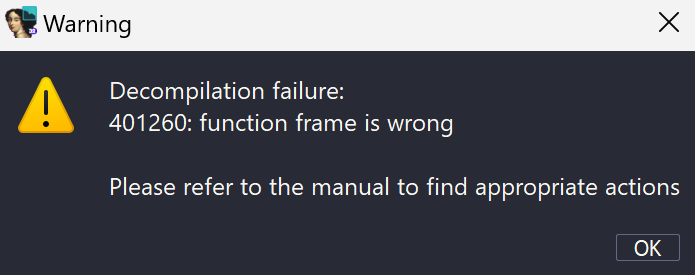 Warning
Decompilation failure:
401260: function frame is wrong
Please refer to the manual to find appropriate actions
OK